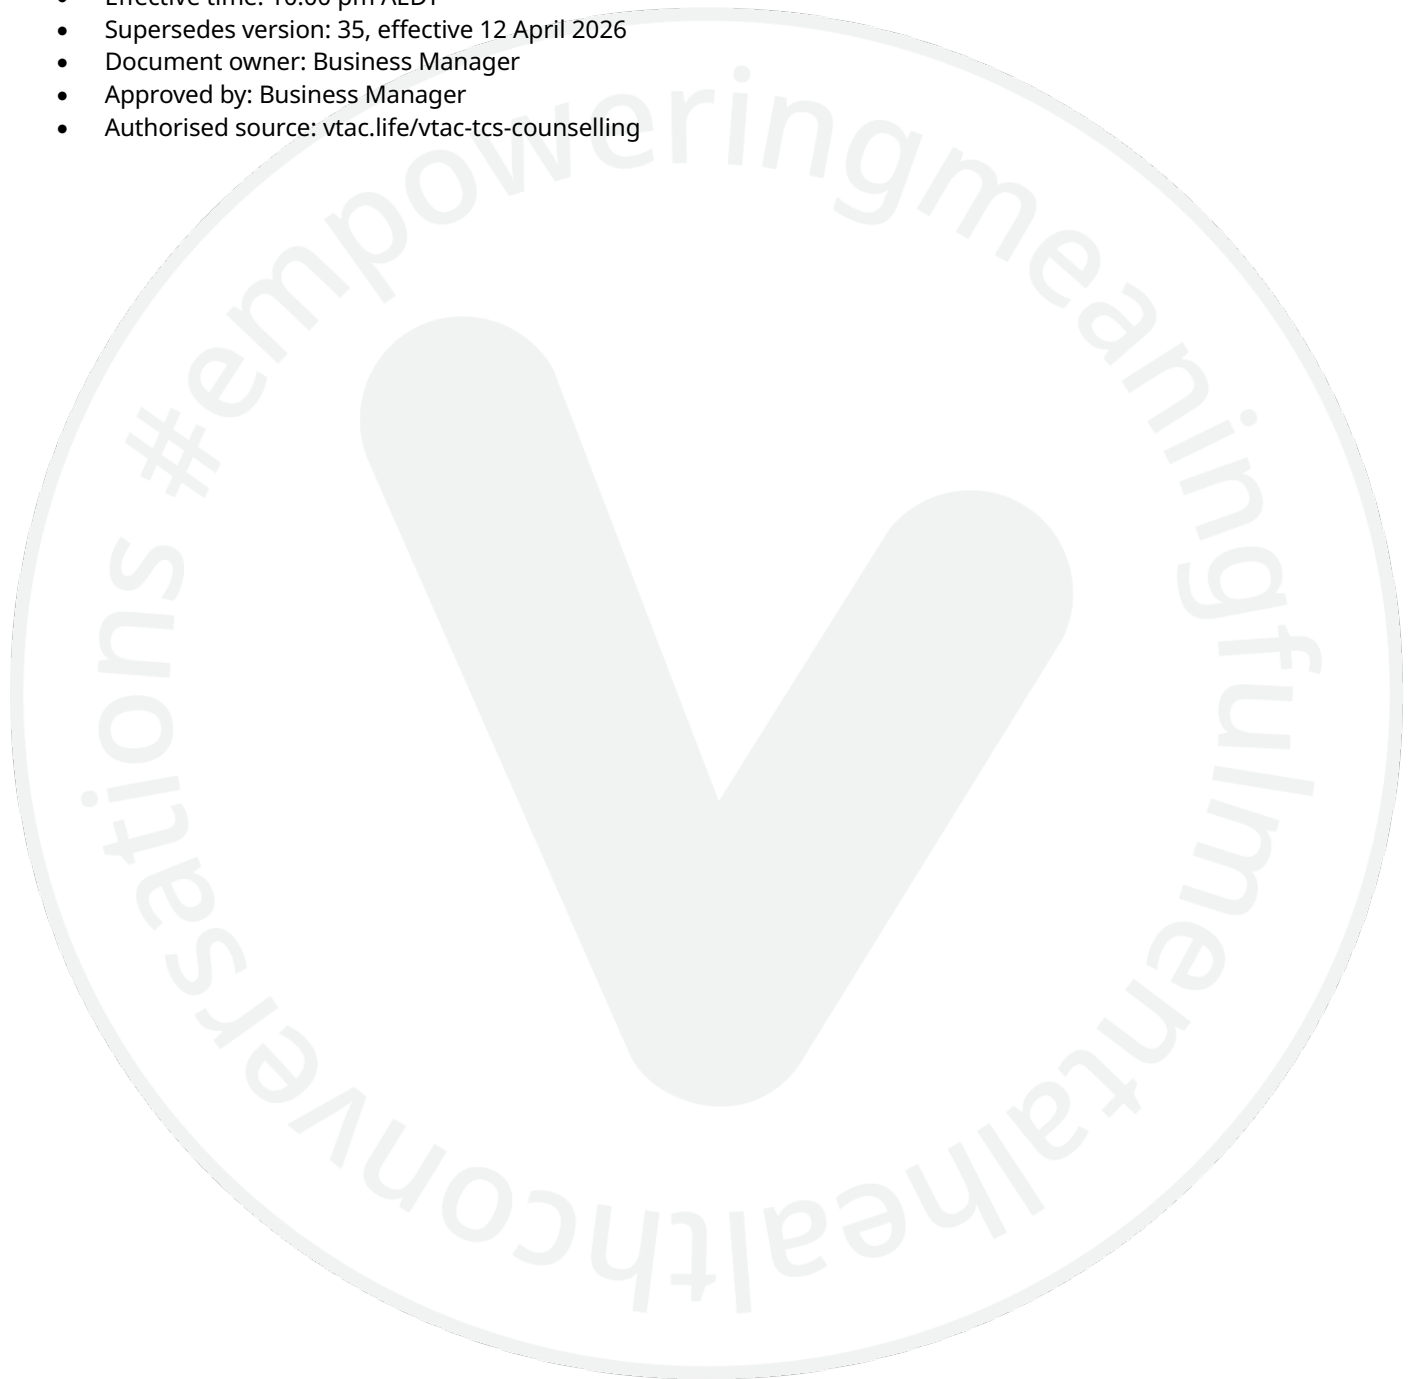 Supersedes version: 35, effective 12 April 2026
Document owner: Business Manager
Approved by: Business Manager
Authorised source: vtac.life/vtac-tcs-counselling
#empoweringmeaningfulmentalhealthconversations